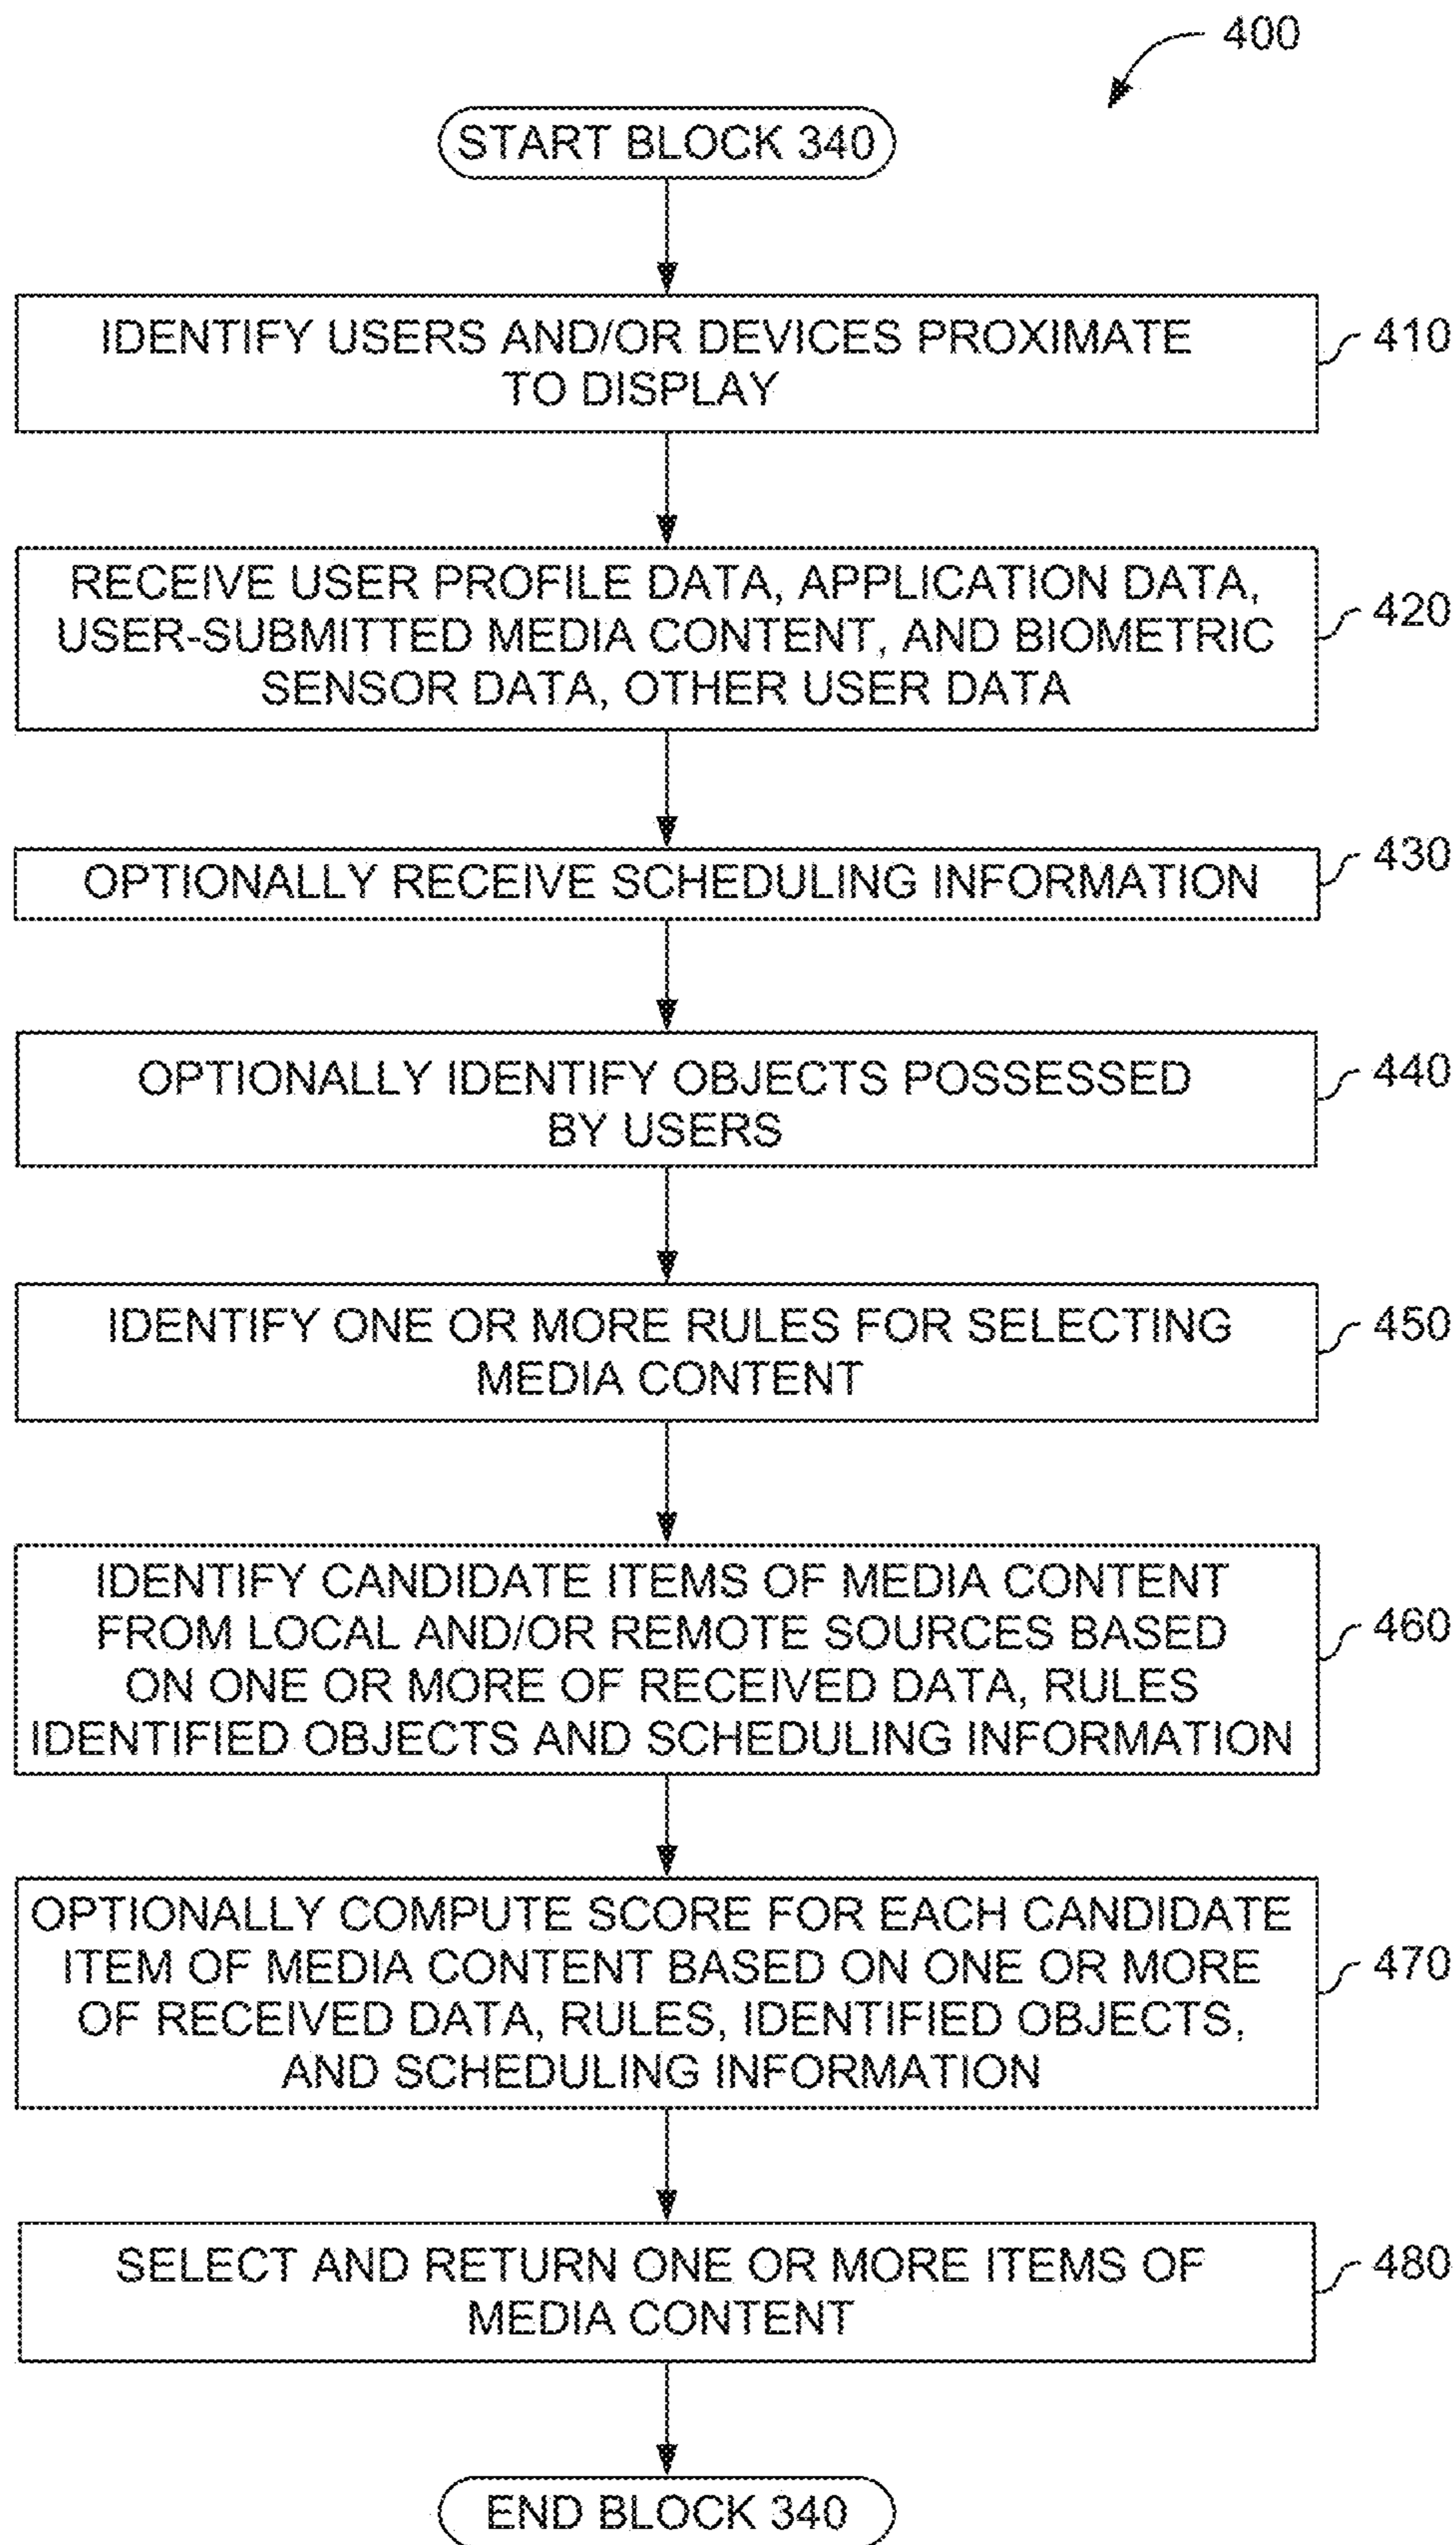 400
START BLOCK 340
IDENTIFY USERS AND/OR DEVICES PROXIMATE
TO DISPLAY
410
RECEIVE USER PROFILE DATA, APPLICATION DATA,
USER-SUBMITTED MEDIA CONTENT, AND BIOMETRIC
SENSOR DATA, OTHER USER DATA
420
OPTIONALLY RECEIVE SCHEDULING INFORMATION
430
OPTIONALLY IDENTIFY OBJECTS POSSESSED
BY USERS
440
IDENTIFY ONE OR MORE RULES FOR SELECTING
MEDIA CONTENT
450
IDENTIFY CANDIDATE ITEMS OF MEDIA CONTENT
FROM LOCAL AND/OR REMOTE SOURCES BASED
ON ONE OR MORE OF RECEIVED DATA, RULES
IDENTIFIED OBJECTS AND SCHEDULING INFORMATION
460
OPTIONALLY COMPUTE SCORE FOR EACH CANDIDATE
ITEM OF MEDIA CONTENT BASED ON ONE OR MORE
OF RECEIVED DATA, RULES, IDENTIFIED OBJECTS,
AND SCHEDULING INFORMATION
470
SELECT AND RETURN ONE OR MORE ITEMS OF
MEDIA CONTENT
480
END BLOCK 340